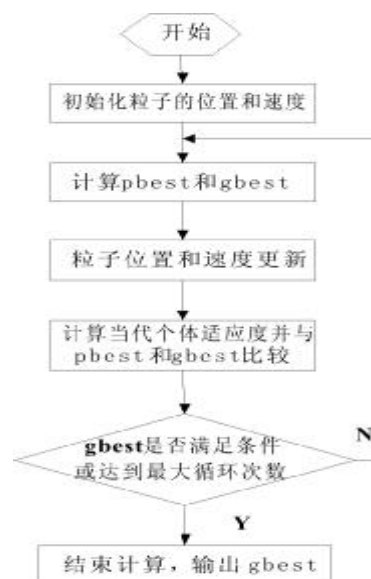 开始
初始化粒子的位置和速度
计算pbest和gbest
粒子位置和速度更新
计算当代个体适应度并与
pbest和gbest比较
gbest是否满足条件
或达到最大循环次数
N
Y
结束计算，输出gbest